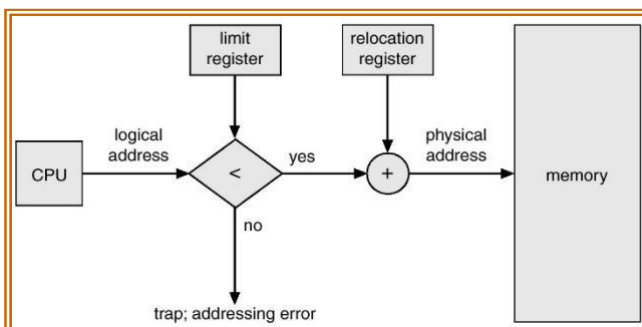 limit
register
relocation
register
logical
address
physical
address
CPU
<
yes
+
memory
no
trap; addressing error